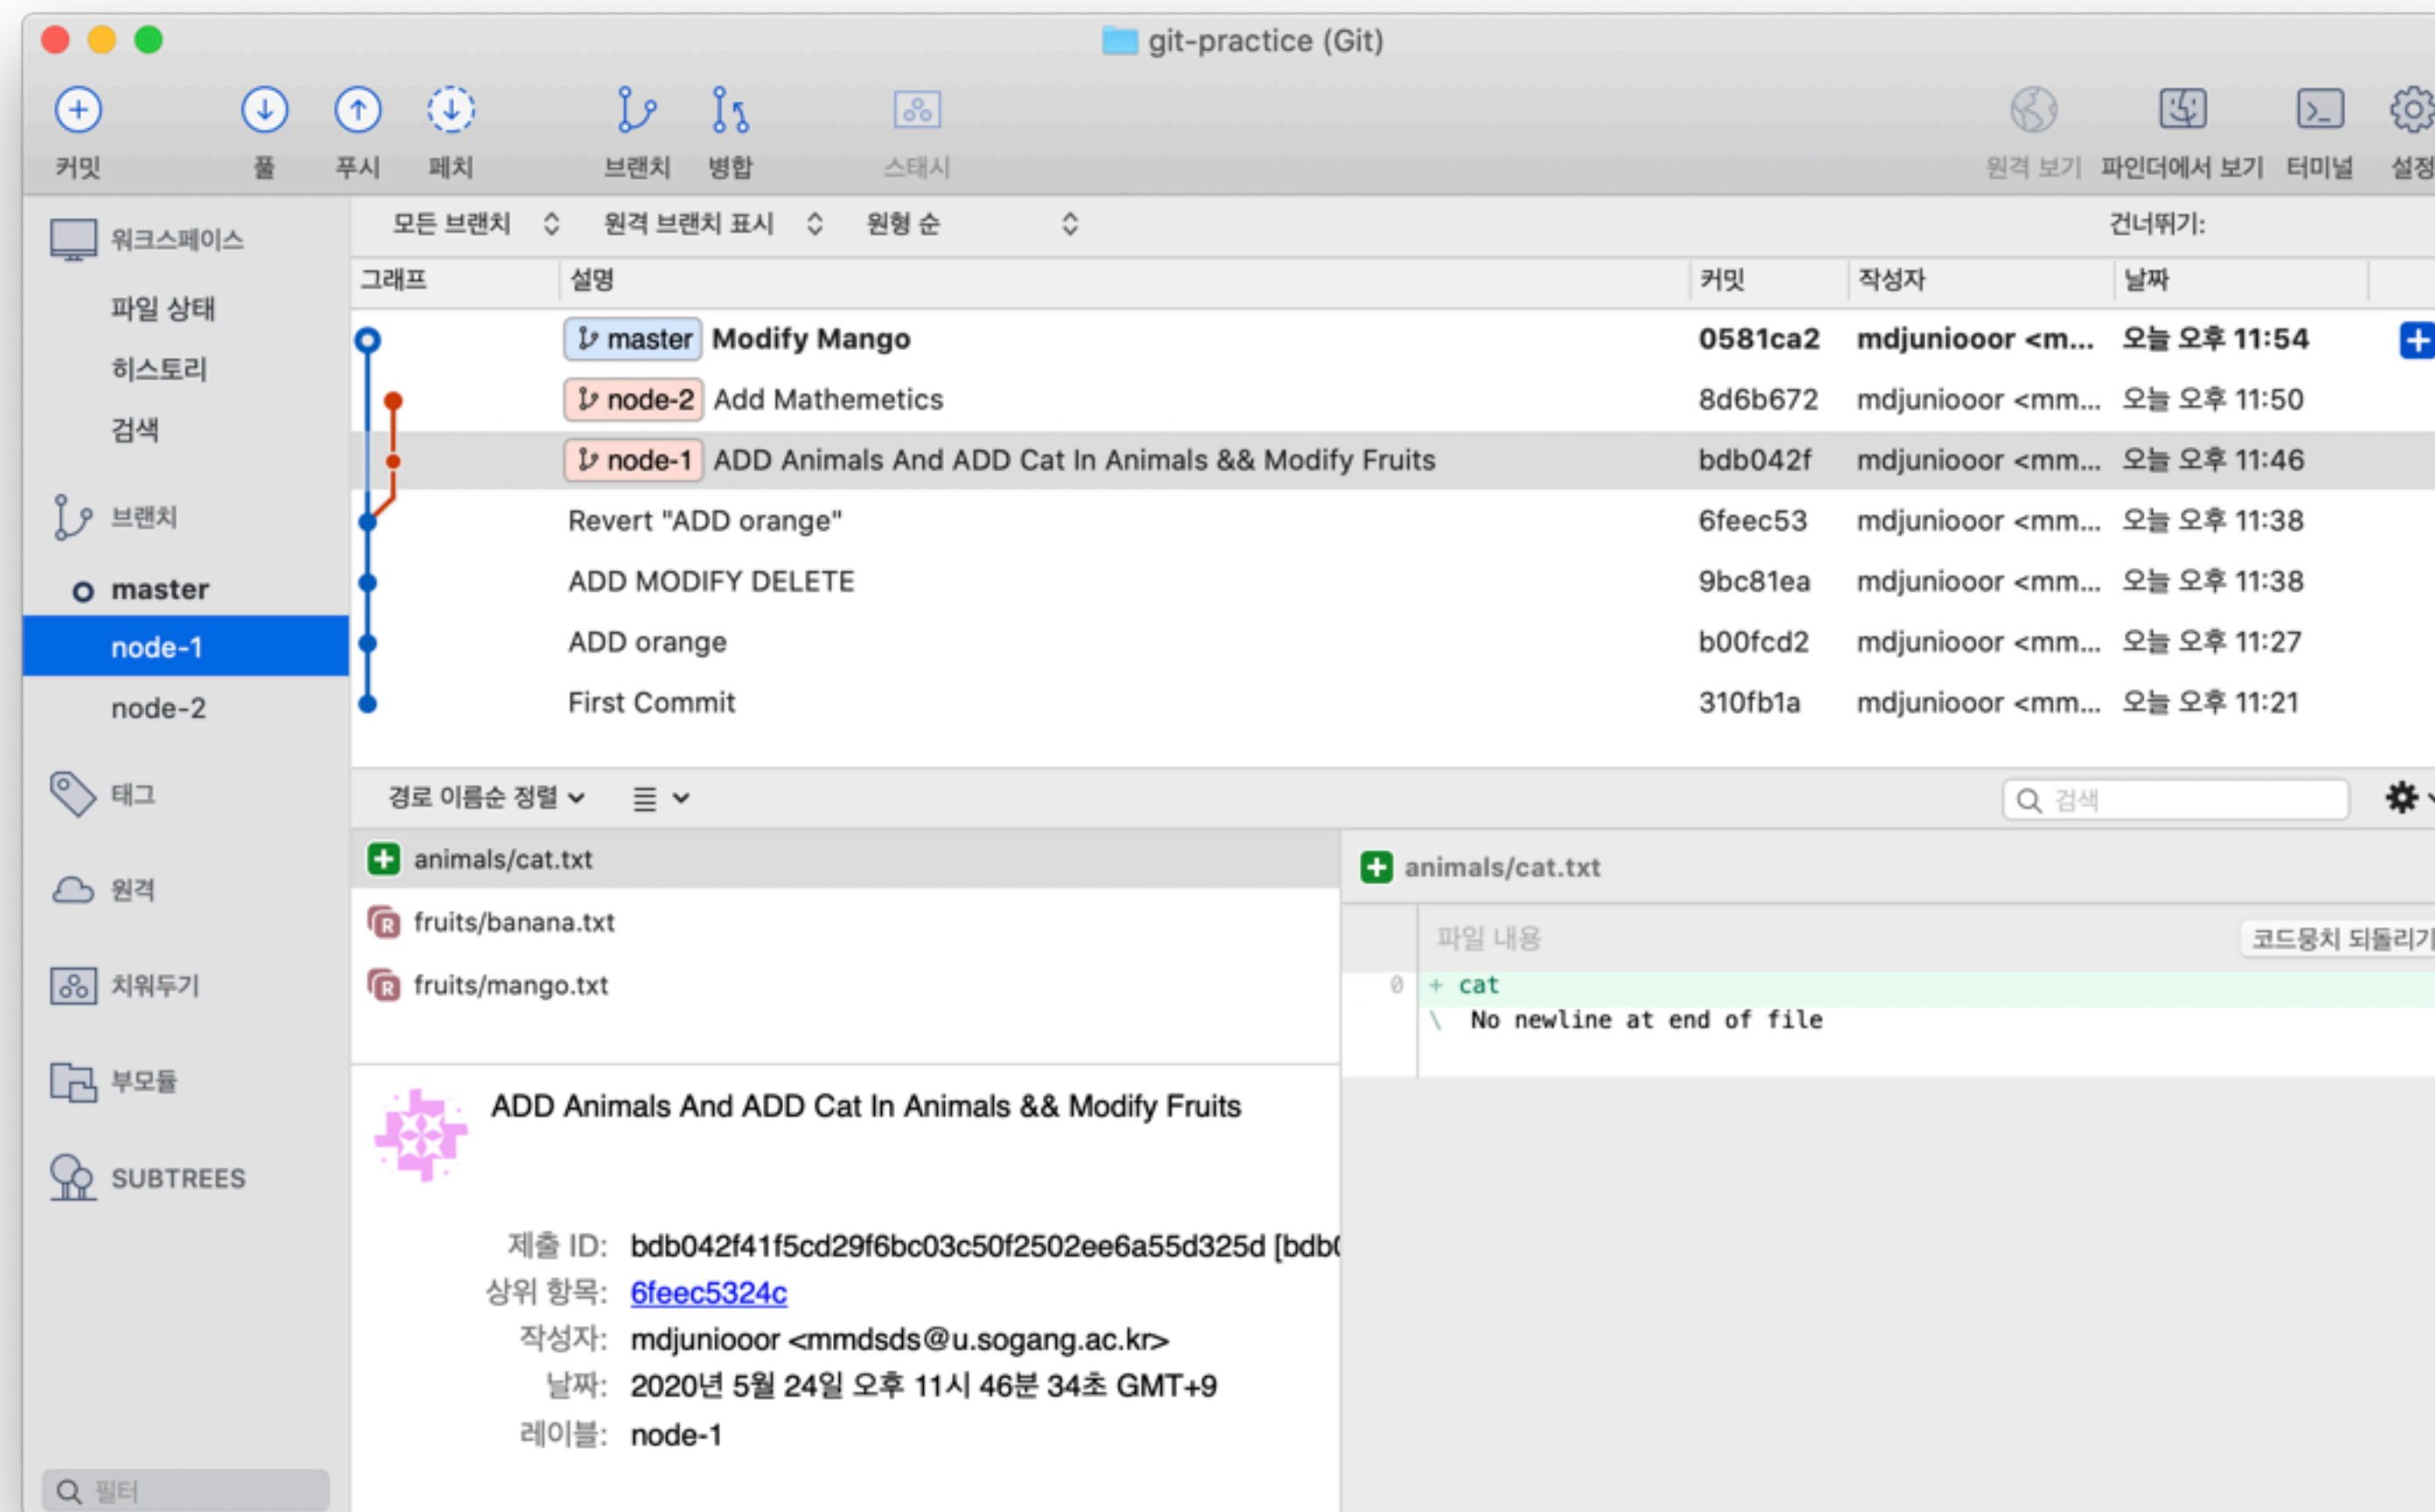 git-practice (Git)
커밋 풀 푸시 페치 브랜치 병합 스태시 원격 보기 파인더에서 보기 터미널 설정
워크스페이스
파일 상태
히스토리
검색
브랜치
master
node-1
node-2
태그
원격
치워두기
부모듈
SUBTREES
필터
모든 브랜치 원격 브랜치 표시 원형 순 건너뛰기:
그래프 설명 커밋 작성자 날짜
master Modify Mango 0581ca2 mdjuniooor <m... 오늘 오후 11:54
node-2 Add Mathemetics 8d6b672 mdjuniooor <mm... 오늘 오후 11:50
node-1 ADD Animals And ADD Cat In Animals && Modify Fruits bdb042f mdjuniooor <mm... 오늘 오후 11:46
Revert "ADD orange" 6feec53 mdjuniooor <mm... 오늘 오후 11:38
ADD MODIFY DELETE 9bc81ea mdjuniooor <mm... 오늘 오후 11:38
ADD orange b00fcd2 mdjuniooor <mm... 오늘 오후 11:27
First Commit 310fb1a mdjuniooor <mm... 오늘 오후 11:21
경로 이름순 정렬 검색
animals/cat.txt
R fruits/banana.txt
R fruits/mango.txt
ADD Animals And ADD Cat In Animals && Modify Fruits
제출 ID: bdb042f41f5cd29f6bc03c50f2502ee6a55d325d [bdb0
상위 항목: 6feec5324c
작성자: mdjuniooor <mmdsds@u.sogang.ac.kr>
날짜: 2020년 5월 24일 오후 11시 46분 34초 GMT+9
레이블: node-1
animals/cat.txt
파일 내용 코드뭉치 되돌리기
0 + cat
\ No newline at end of file